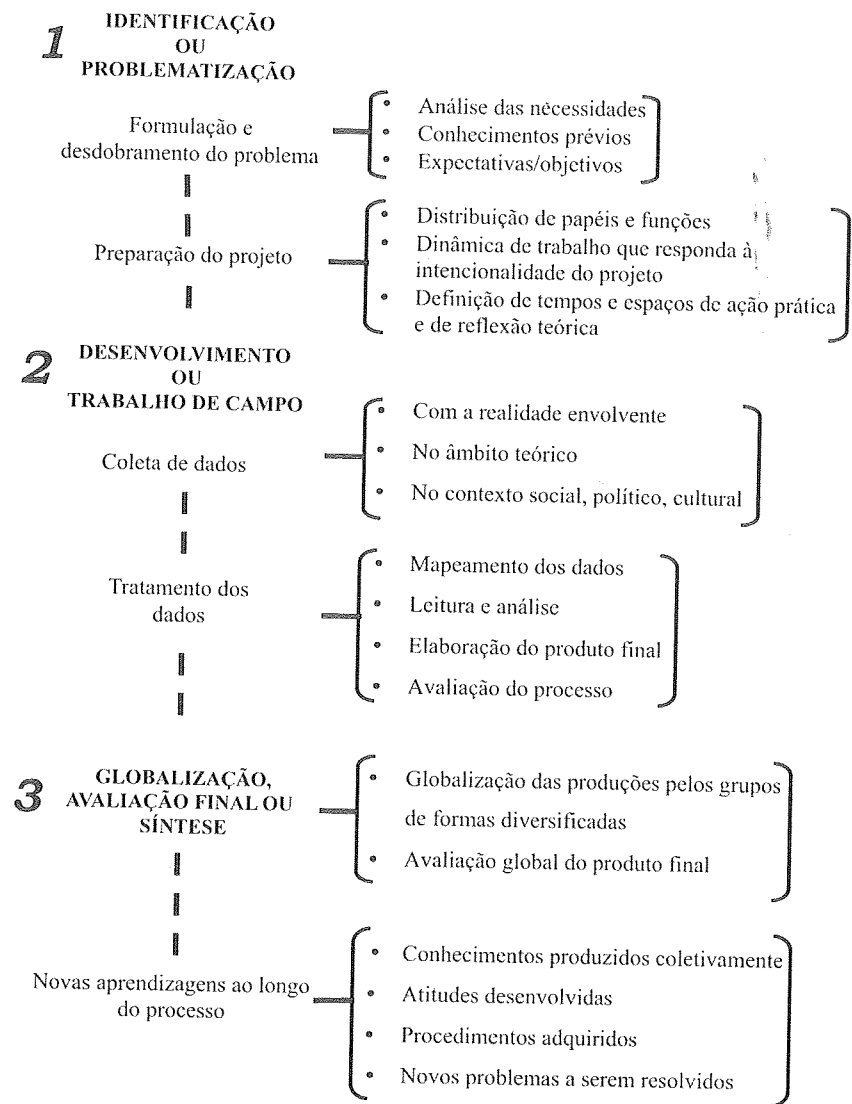 1 IDENTIFICAÇÃO
OU
PROBLEMATIZAÇÃO
Formulação e
desdobramento do problema
• Análise das necessidades
• Conhecimentos prévios
• Expectativas/objetivos
Preparação do projeto
• Distribuição de papéis e funções
• Dinâmica de trabalho que responda à
intencionalidade do projeto
• Definição de tempos e espaços de ação prática
e de reflexão teórica
2 DESENVOLVIMENTO
OU
TRABALHO DE CAMPO
Coleta de dados
• Com a realidade envolvente
• No âmbito teórico
• No contexto social, político, cultural
Tratamento dos
dados
• Mapeamento dos dados
• Leitura e análise
• Elaboração do produto final
• Avaliação do processo
3 GLOBALIZAÇÃO,
AVALIAÇÃO FINAL OU
SÍNTESE
• Globalização das produções pelos grupos
de formas diversificadas
• Avaliação global do produto final
Novas aprendizagens ao longo
do processo
• Conhecimentos produzidos coletivamente
• Atitudes desenvolvidas
• Procedimentos adquiridos
• Novos problemas a serem resolvidos